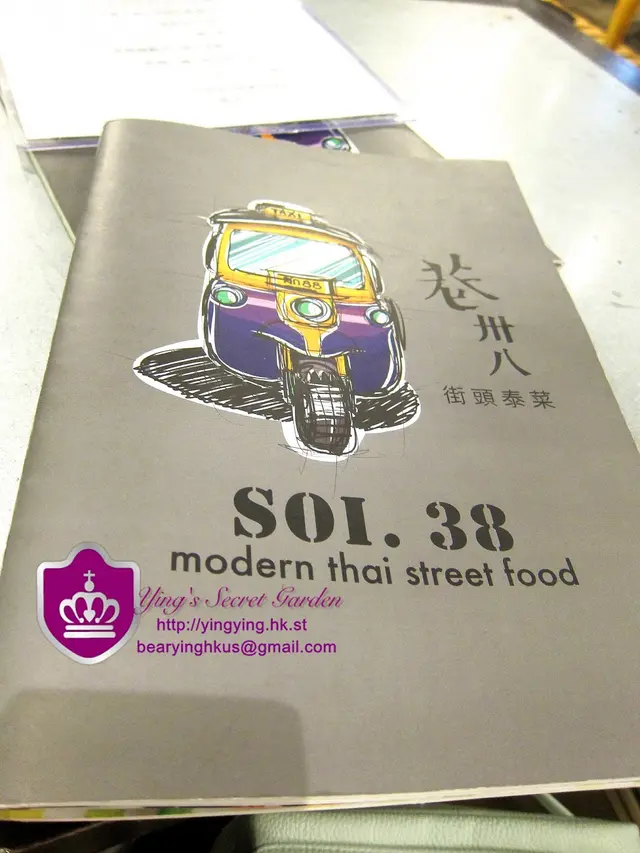 TAXI
巷
卅
八
街頭泰菜
SOI. 38
modern thai street food
Ying's Secret Garden
http://yingying.hk.st
bearyinghkus@gmail.com